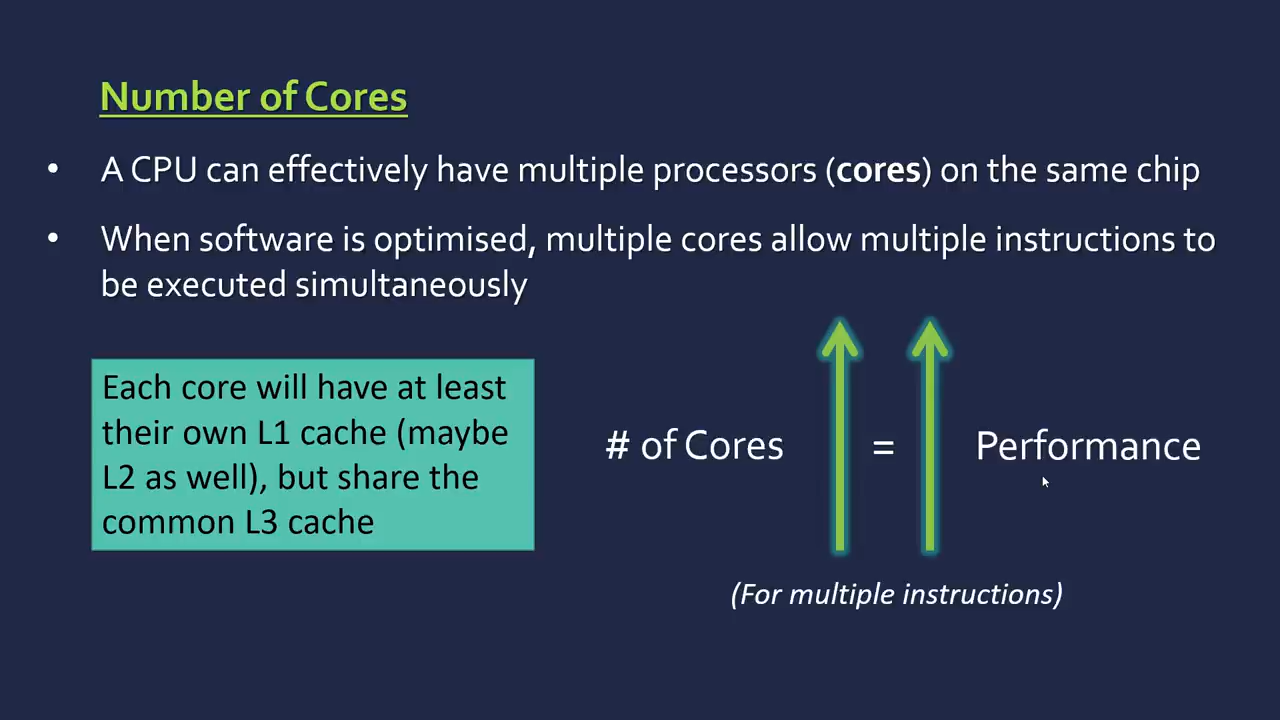 Number of Cores
• A CPU can effectively have multiple processors (cores) on the same chip
• When software is optimised, multiple cores allow multiple instructions to
be executed simultaneously
Each core will have at least
their own L1 cache (maybe
L2 as well), but share the
common L3 cache
# of Cores = Performance
(For multiple instructions)